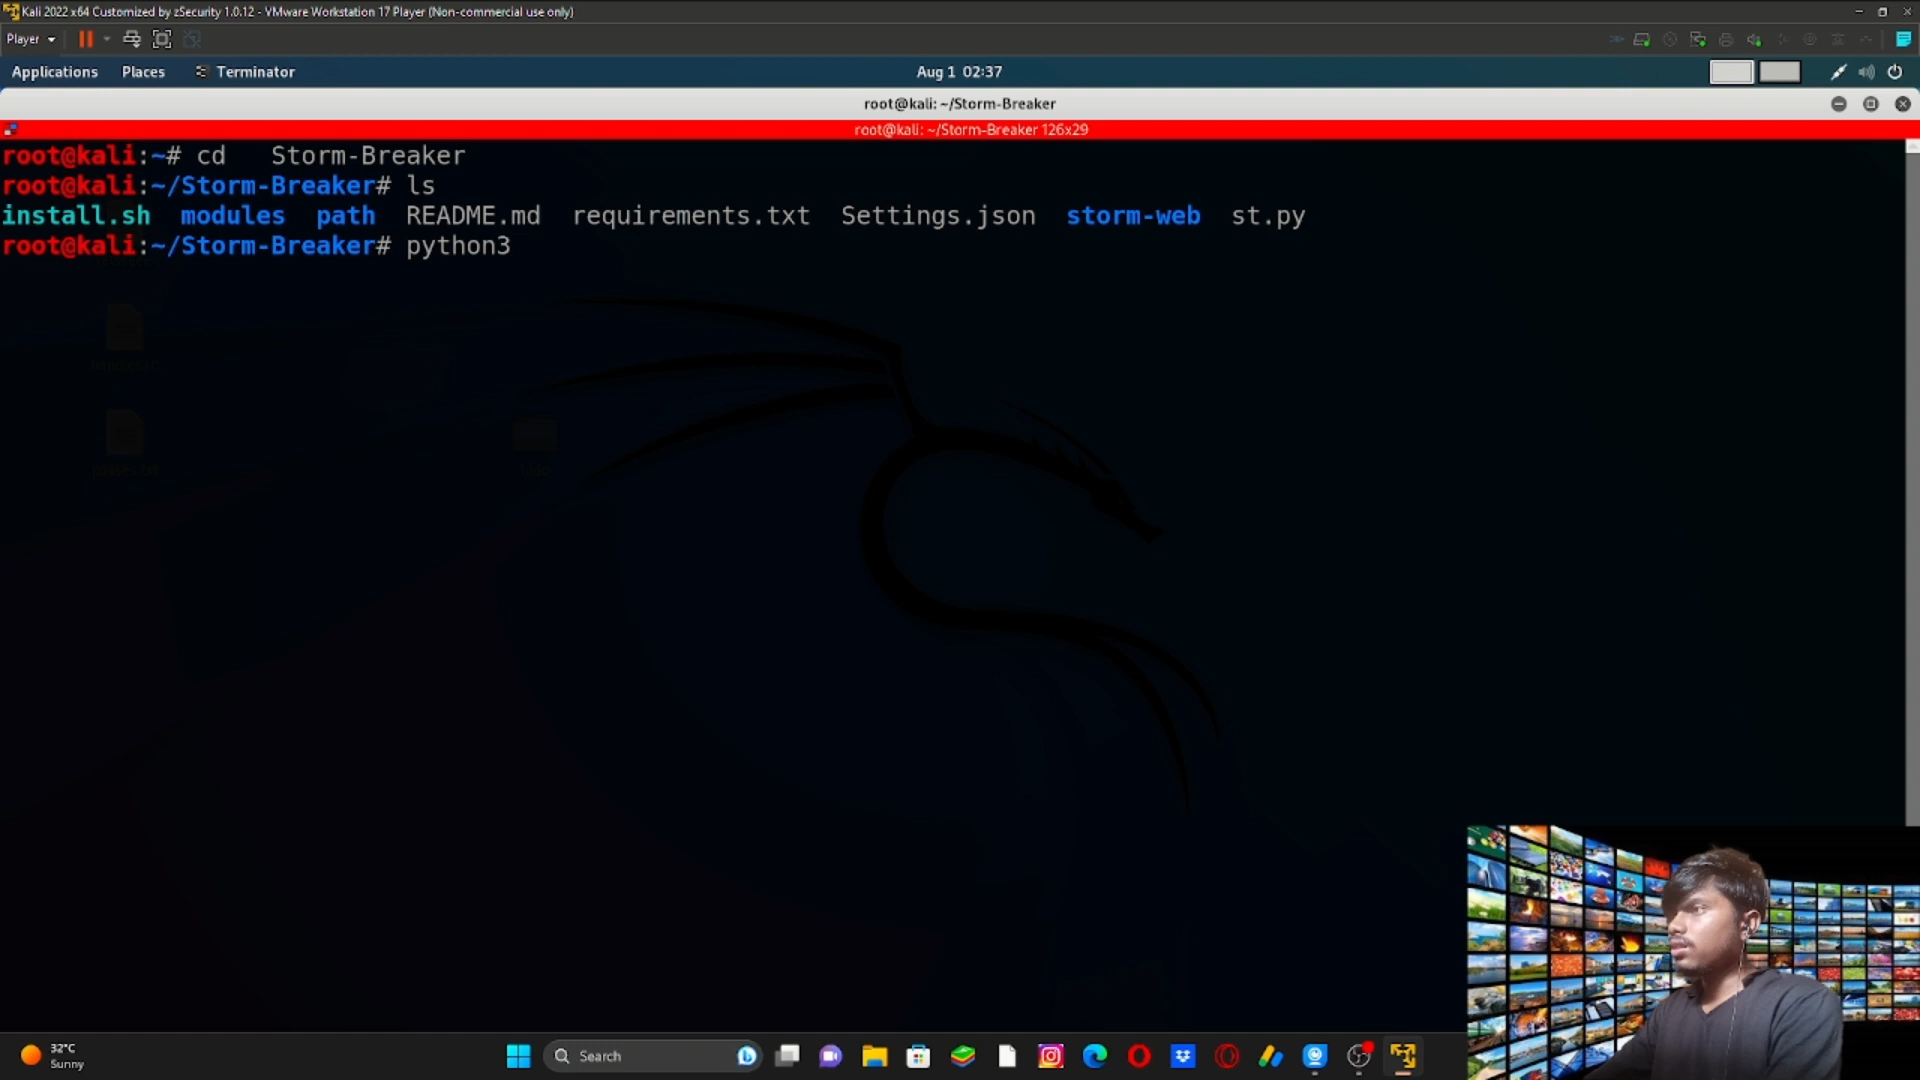 Kali 2022 x64 Customized by zSecurity 1.0.12 - VMware Workstation 17 Player (Non-commercial use only)
Player
Applications Places Terminator Aug 1 02:37
root@kali: ~/Storm-Breaker
root@kali: ~/Storm-Breaker 126x29
root@kali:~# cd   Storm-Breaker
root@kali:~/Storm-Breaker# ls
install.sh  modules  path  README.md  requirements.txt  Settings.json  storm-web  st.py
root@kali:~/Storm-Breaker# python3
32°C
Sunny
Search